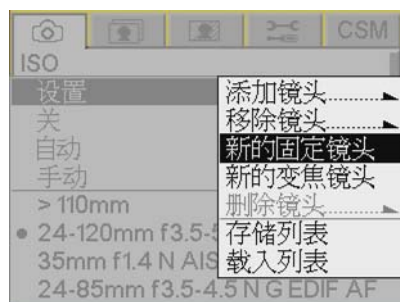 CSM
ISO
设置
关
自动
手动
> 110mm
• 24-120mm f3.5-5
35mm f1.4 N AIS
24-85mm f3.5-4.5 N G EDIF AF
添加镜头.........
移除镜头.........
新的固定镜头
新的变焦镜头
删除镜头.........
存储列表
载入列表